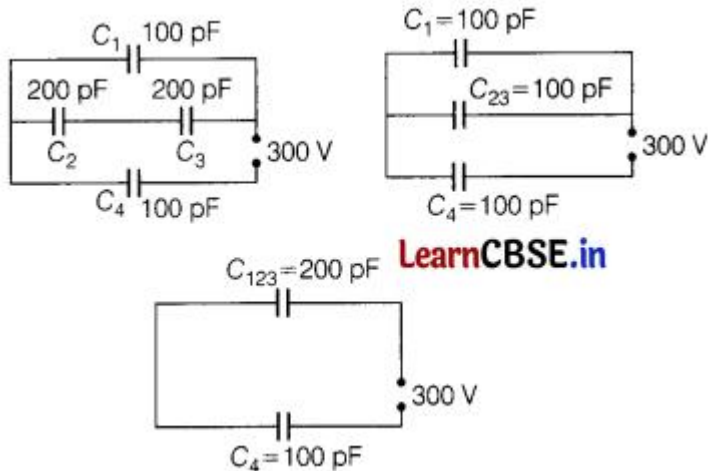 C₁ 100 pF
200 pF 200 pF
C₂ C₃
300 V
C₄ 100 pF
C₁=100 pF
C₂₃=100 pF
300 V
C₄=100 pF
LearnCBSE.in
C₁₂₃=200 pF
300 V
C₄=100 pF